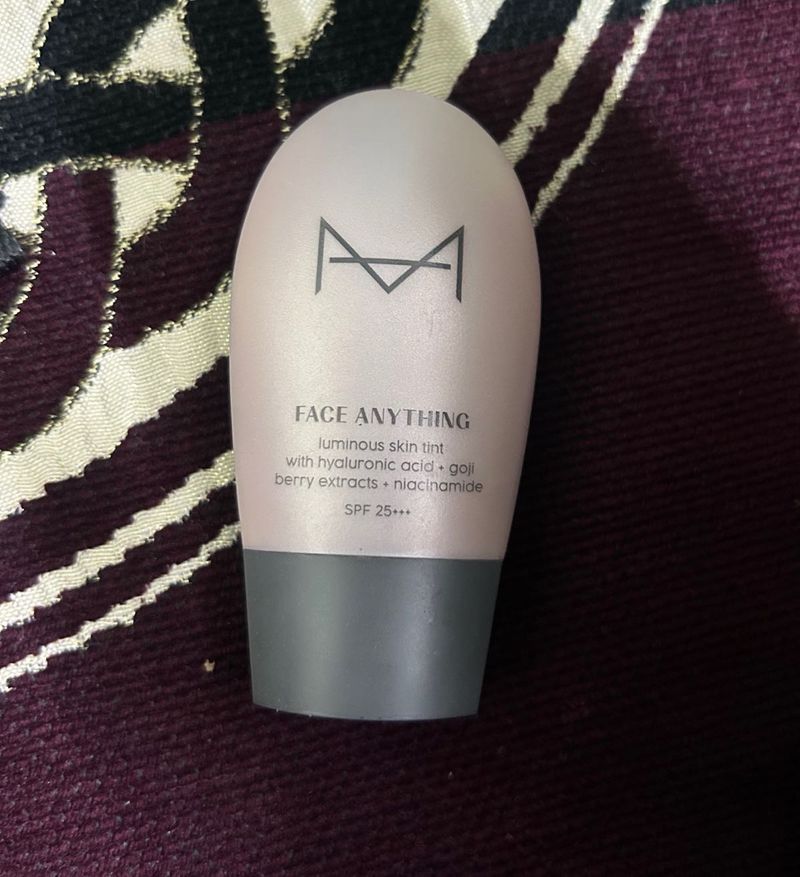 M
FACE ANYTHING
luminous skin tint
with hyaluronic acid + goji
berry extracts + niacinamide
SPF 25+++